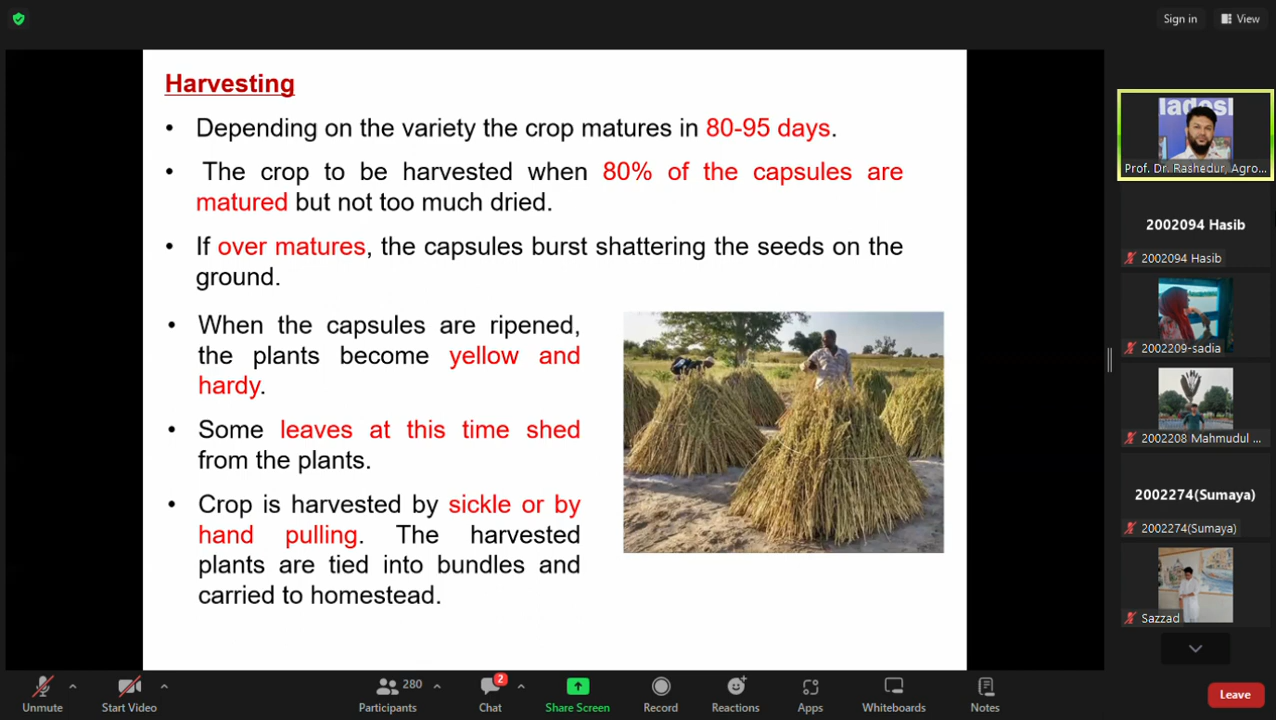 Sign in
View
Harvesting
• Depending on the variety the crop matures in 80-95 days.
• The crop to be harvested when 80% of the capsules are
matured but not too much dried.
• If over matures, the capsules burst shattering the seeds on the
ground.
• When the capsules are ripened,
the plants become yellow and
hardy.
• Some leaves at this time shed
from the plants.
• Crop is harvested by sickle or by
hand pulling. The harvested
plants are tied into bundles and
carried to homestead.
ladesl
Prof. Dr. Rashedur, Agro...
2002094 Hasib
2002094 Hasib
2002209-sadia
2002208 Mahmudul ...
2002274(Sumaya)
2002274(Sumaya)
Sazzad
Unmute
Start Video
280
Participants
2
Chat
Share Screen
Record
Reactions
Apps
Whiteboards
Notes
Leave